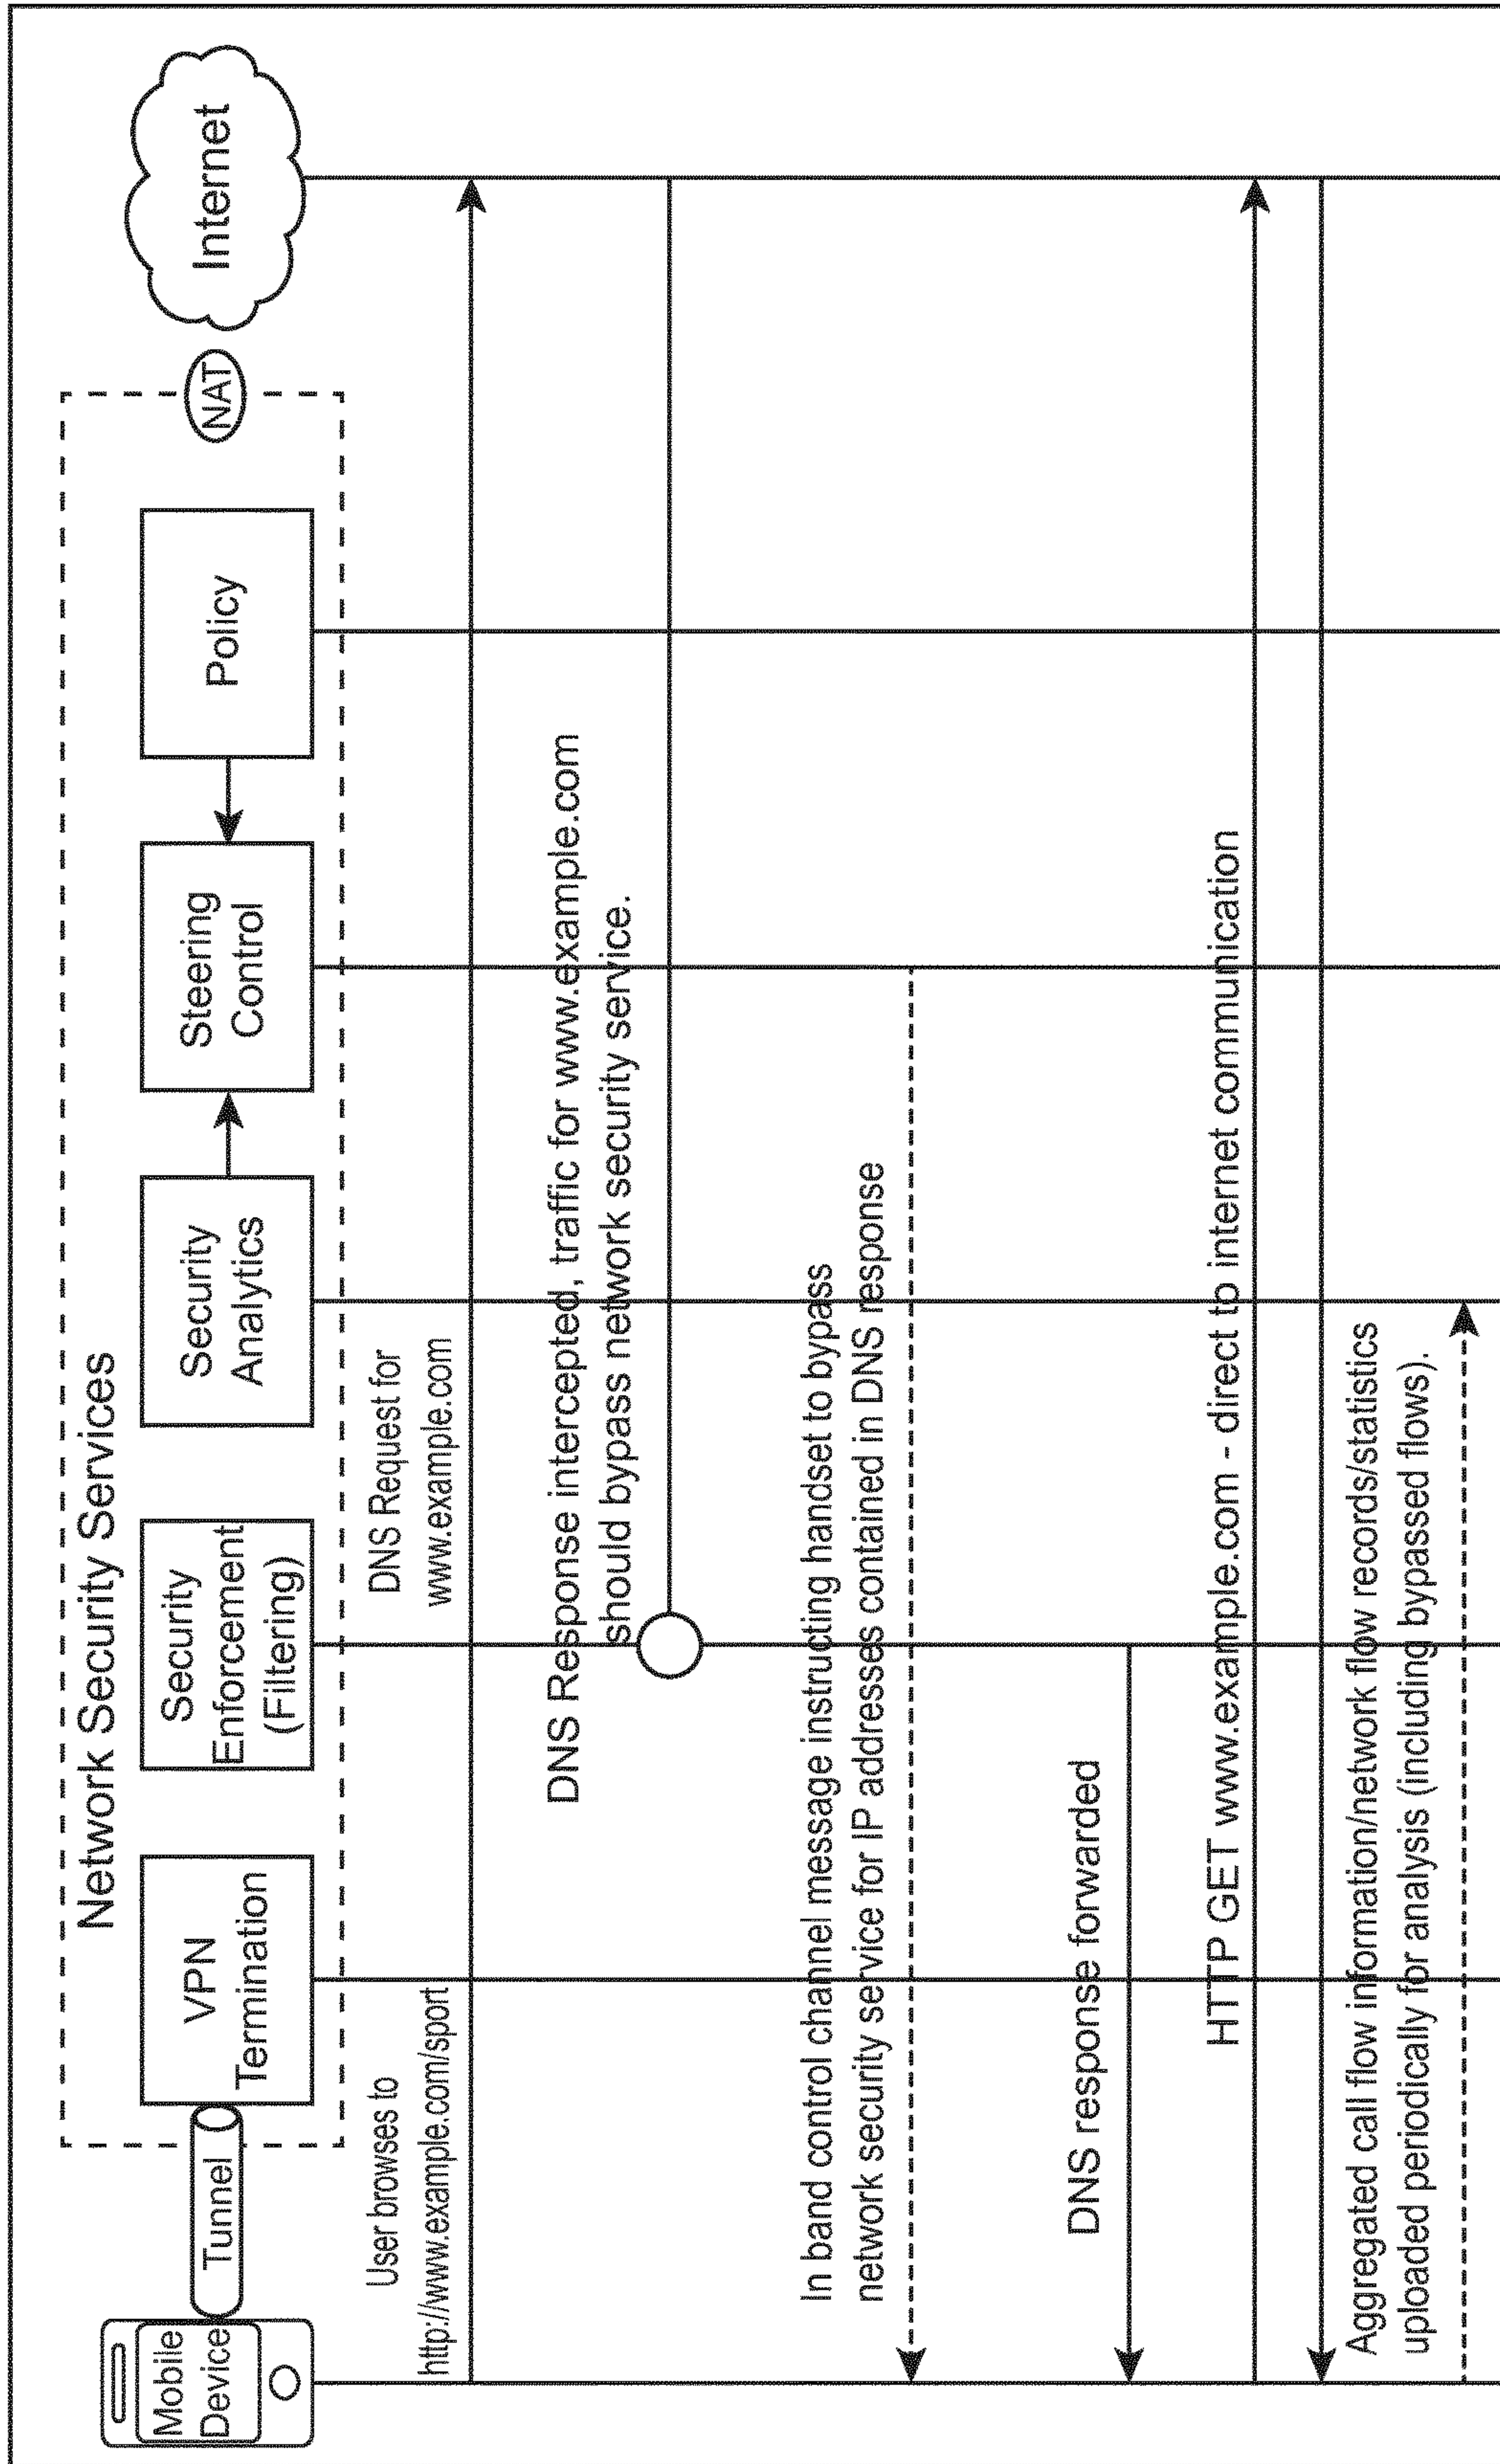 Network Security Services
Mobile
Device
Tunnel
VPN
Termination
Security
Enforcement
(Filtering)
Security
Analytics
Steering
Control
Policy
NAT
Internet
User browses to
http://www.example.com/sport
DNS Request for
www.example.com
DNS Response intercepted, traffic for www.example.com
should bypass network security service.
In band control channel message instructing handset to bypass
network security service for IP addresses contained in DNS response
DNS response forwarded
HTTP GET www.example.com - direct to internet communication
Aggregated call flow information/network flow records/statistics
uploaded periodically for analysis (including bypassed flows).